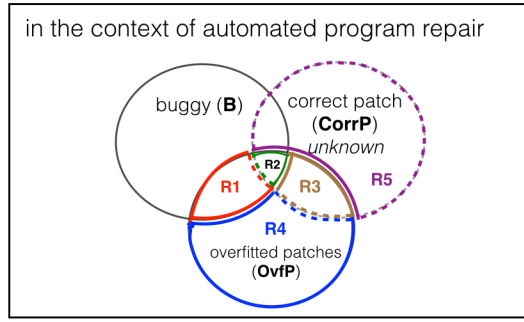 in the context of automated program repair
buggy (B)
correct patch
(CorrP)
unknown
R2
R1
R3
R5
R4
overfitted patches
(OvfP)